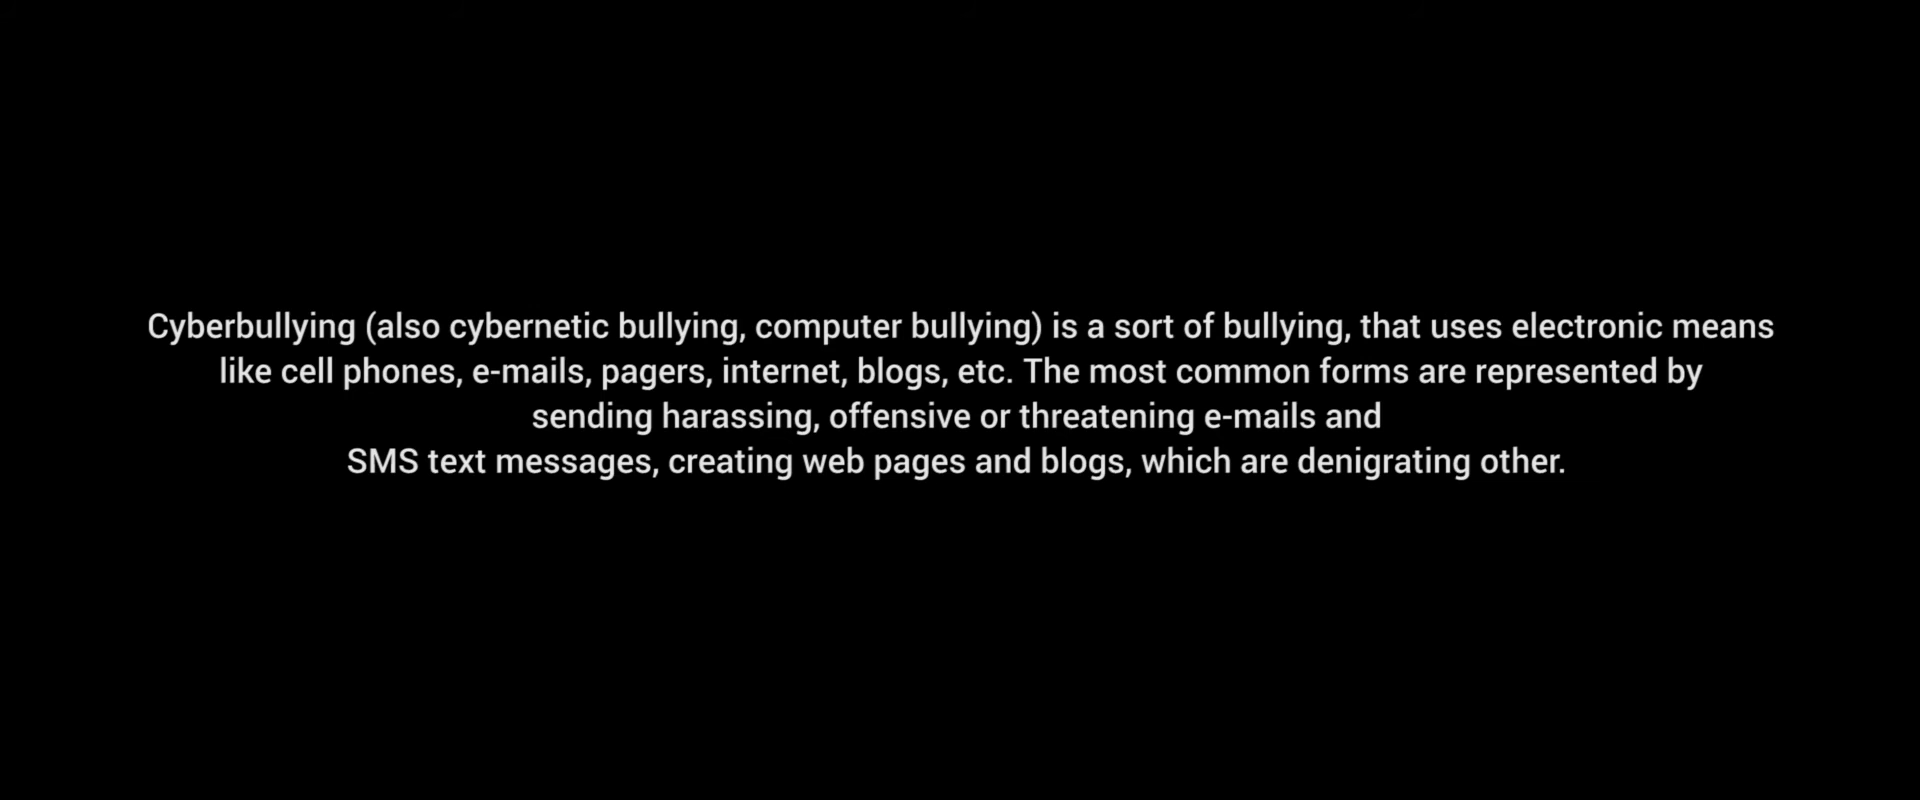 Cyberbullying (also cybernetic bullying, computer bullying) is a sort of bullying, that uses electronic means
like cell phones, e-mails, pagers, internet, blogs, etc. The most common forms are represented by
sending harassing, offensive or threatening e-mails and
SMS text messages, creating web pages and blogs, which are denigrating other.